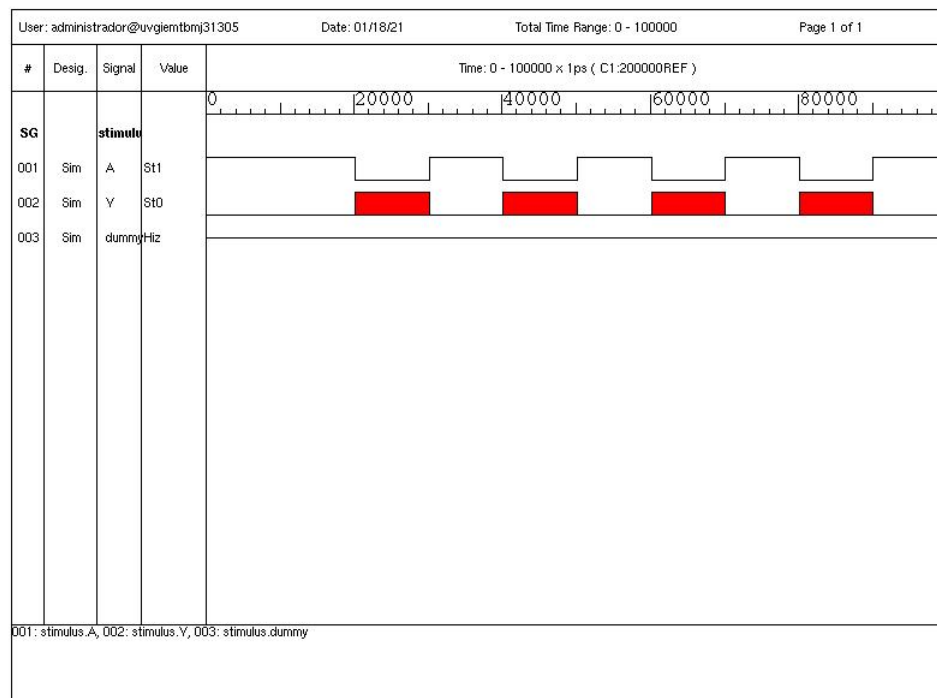 User: administrador@uvgiemtbmj31305 Date: 01/18/21 Total Time Range: 0 - 100000 Page 1 of 1
# Desig. Signal Value Time: 0 - 100000 x 1ps ( C1:200000REF )
0 20000 40000 60000 80000
SG stimulu
001 Sim A St1
002 Sim Y St0
003 Sim dummy Hiz
001: stimulus.A, 002: stimulus.Y, 003: stimulus.dummy